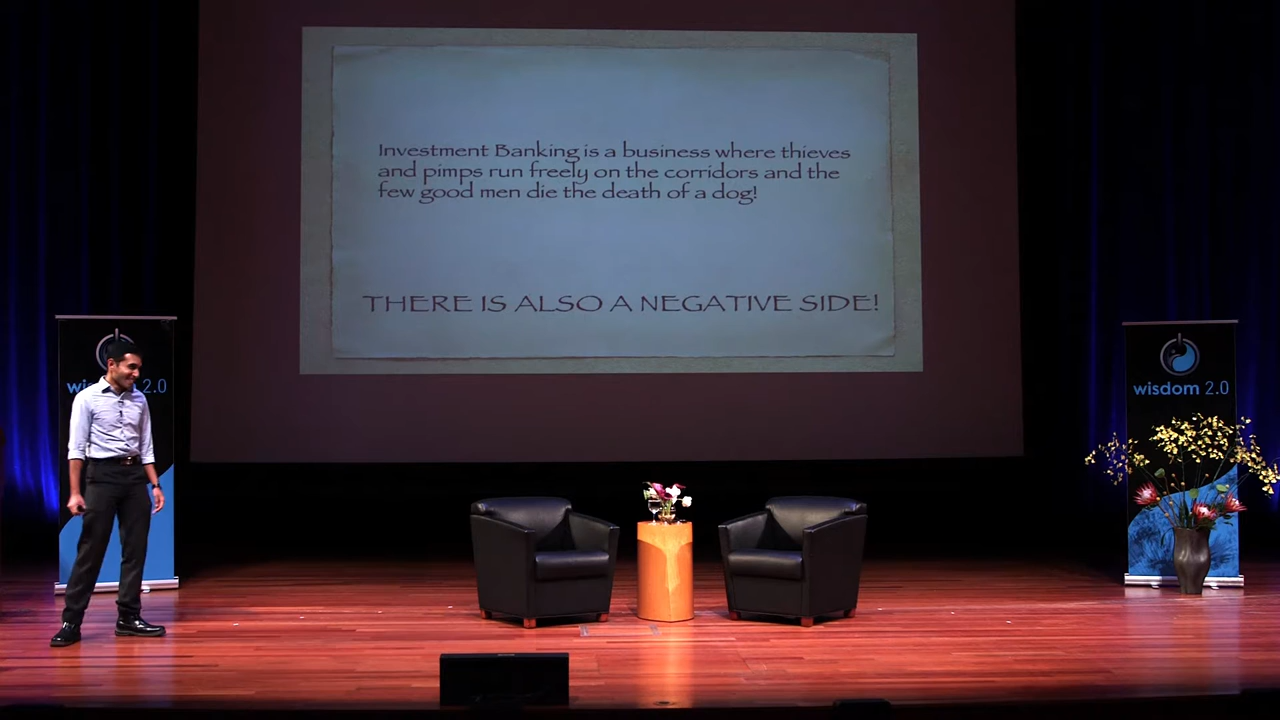 Investment Banking is a business where thieves
and pimps run freely on the corridors and the
few good men die the death of a dog!
THERE IS ALSO A NEGATIVE SIDE!
wi 2.0
wisdom 2.0